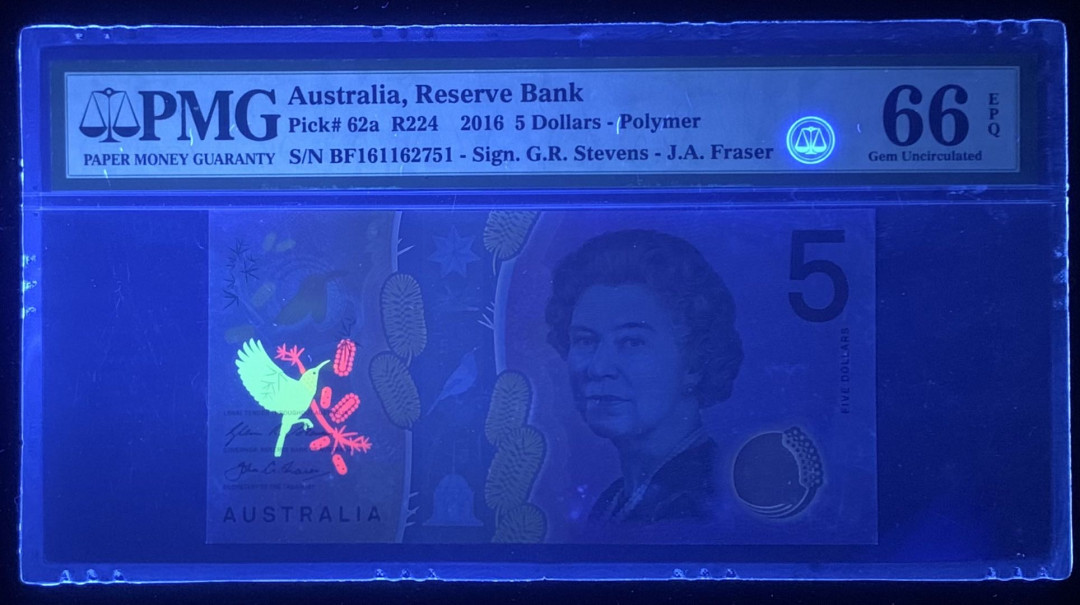 PMG
PAPER MONEY GUARANTY
Australia, Reserve Bank
Pick# 62a R224 2016 5 Dollars - Polymer
S/N BF161162751 - Sign. G.R. Stevens - J.A. Fraser
66
EPQ
Gem Uncirculated
5
FIVE DOLLARS
AUSTRALIA